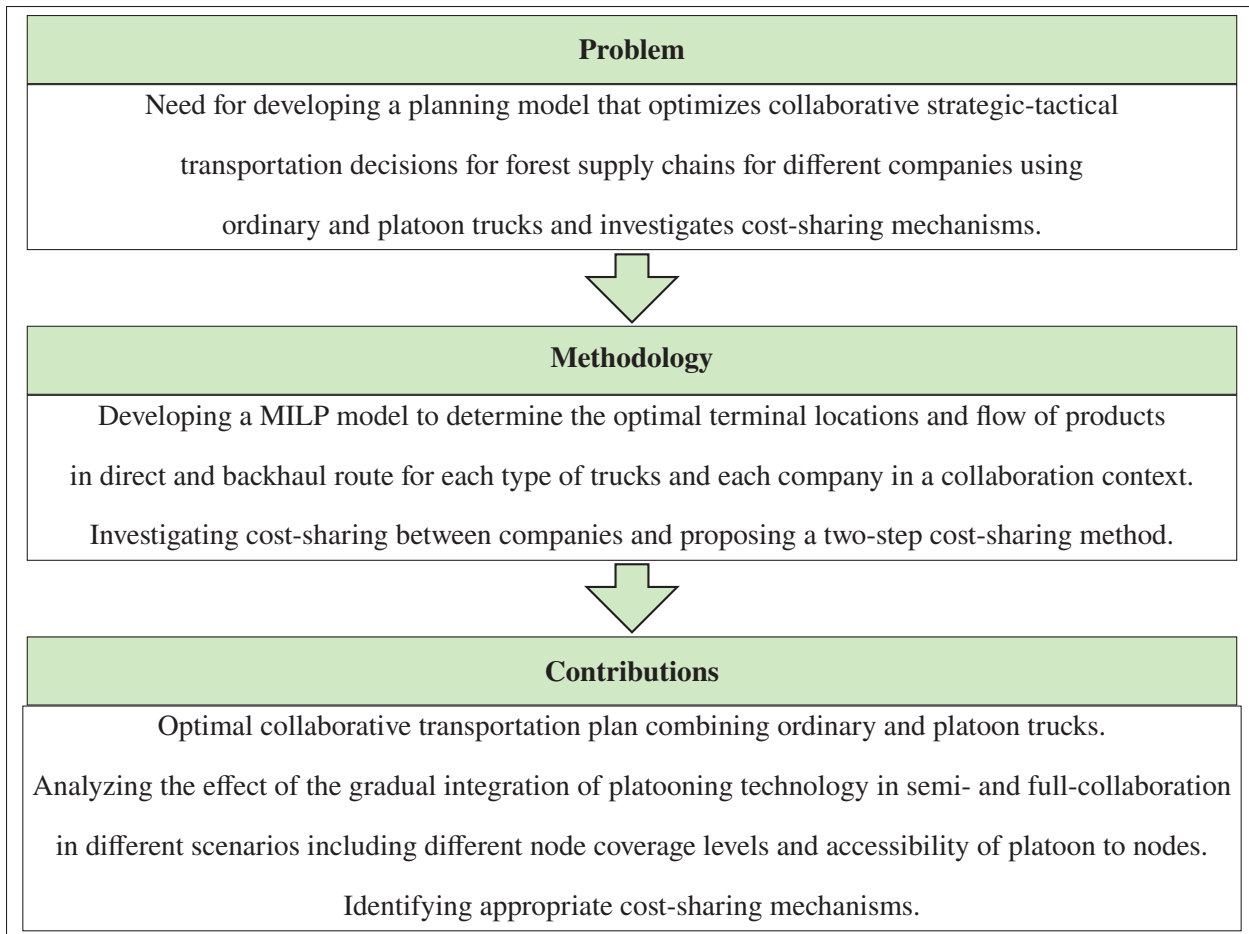 Problem
Need for developing a planning model that optimizes collaborative strategic-tactical
transportation decisions for forest supply chains for different companies using
ordinary and platoon trucks and investigates cost-sharing mechanisms.
Methodology
Developing a MILP model to determine the optimal terminal locations and flow of products
in direct and backhaul route for each type of trucks and each company in a collaboration context.
Investigating cost-sharing between companies and proposing a two-step cost-sharing method.
Contributions
Optimal collaborative transportation plan combining ordinary and platoon trucks.
Analyzing the effect of the gradual integration of platooning technology in semi- and full-collaboration
in different scenarios including different node coverage levels and accessibility of platoon to nodes.
Identifying appropriate cost-sharing mechanisms.